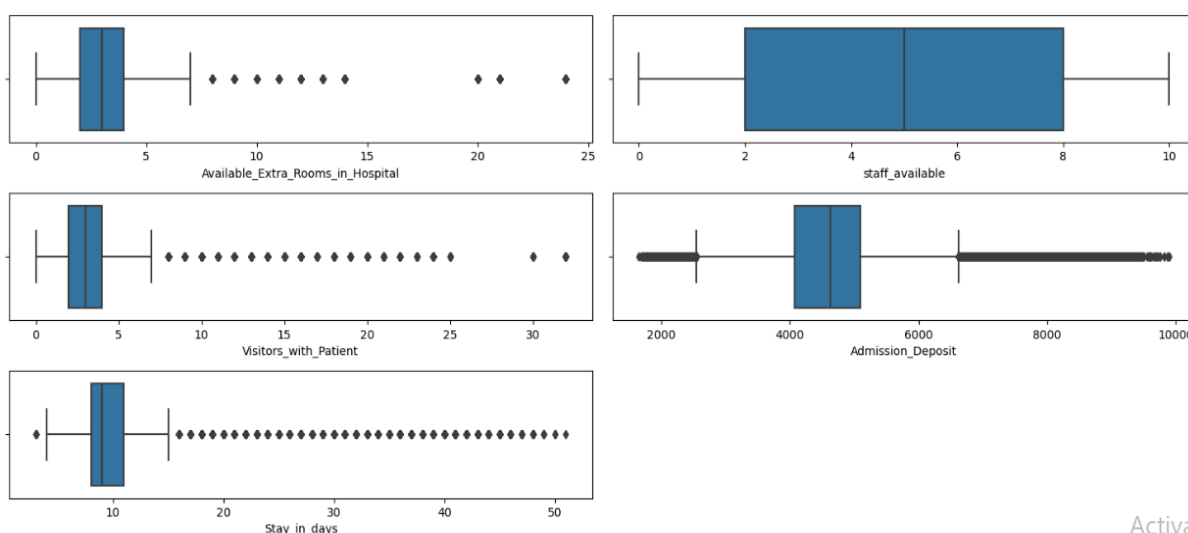 0 5 10 15 20 25
Available_Extra_Rooms_in_Hospital
0 2 4 6 8 10
staff_available
0 5 10 15 20 25 30
Visitors_with_Patient
2000 4000 6000 8000 10000
Admission_Deposit
10 20 30 40 50
Stay_in_days
Activa